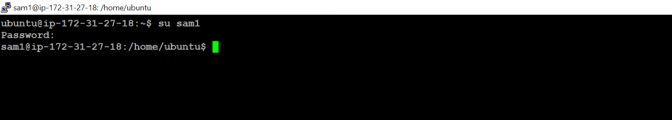 sam1@ip-172-31-27-18: /home/ubuntu
ubuntu@ip-172-31-27-18:~$ su sam1
Password:
sam1@ip-172-31-27-18:/home/ubuntu$